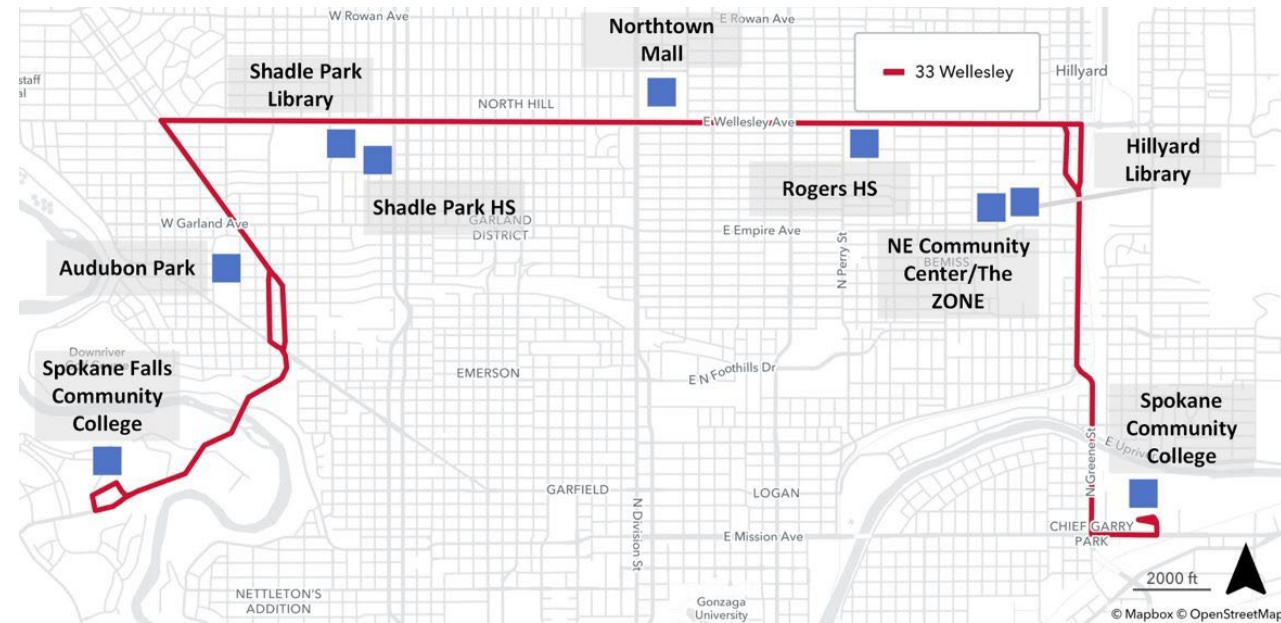 W Rowan Ave
Northtown
Mall
E Rowan Ave
staff
al
Shadle Park
Library
33 Wellesley
Hillyard
NORTH HILL
E Wellesley Ave
Hillyard
Library
Rogers HS
Shadle Park HS
W Garland Ave
GARLAND
DISTRICT
E Empire Ave
N Perry St
NE Community
Center/The
ZONE
BEMISS
Audubon Park
Downriver
Spokane Falls
Community
College
EMERSON
E N Foothills Dr
Spokane
Community
College
N Greene St
E Upriv
GARFIELD
LOGAN
N Division St
E Mission Ave
CHIEF GARRY
PARK
2000 ft
NETTLETON'S
ADDITION
Gonzaga
University
© Mapbox © OpenStreetMap